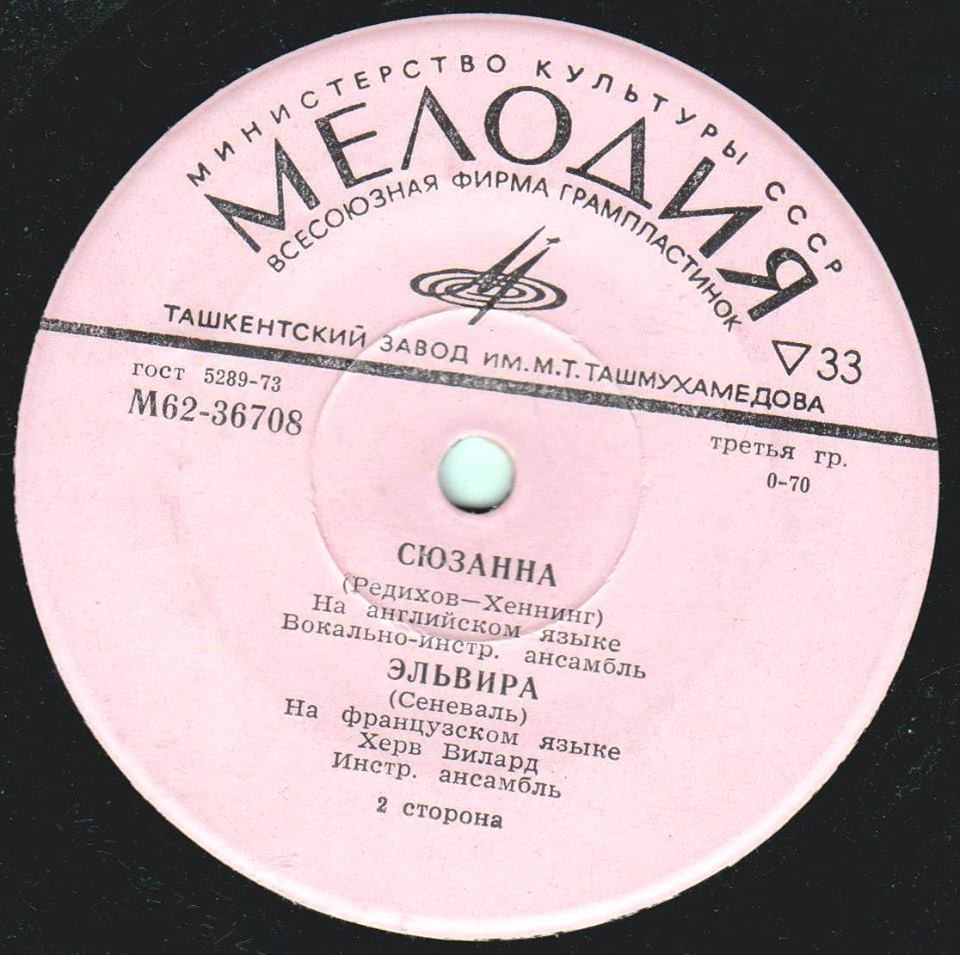 МИНИСТЕРСТВО КУЛЬТУРЫ СССР
МЕЛОДИЯ
ВСЕСОЮЗНАЯ ФИРМА ГРАМПЛАСТИНОК
ТАШКЕНТСКИЙ ЗАВОД ИМ. М.Т. ТАШМУХАМЕДОВА
33
гост 5289-73
М62-36708
третья гр.
0-70
СЮЗАННА
(Редихов—Хеннинг)
На английском языке
Вокально-инстр. ансамбль
ЭЛЬВИРА
(Сеневаль)
На французском языке
Херв Вилард
Инстр. ансамбль
2 сторона